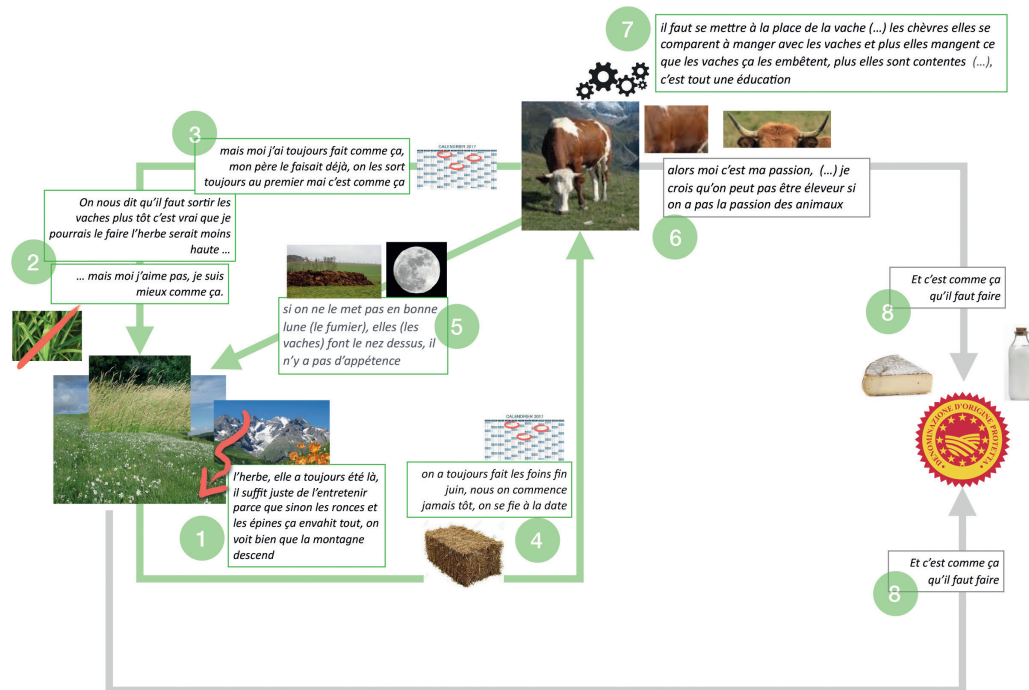 7
il faut se mettre à la place de la vache (...) les chèvres elles se
comparent à manger avec les vaches et plus elles mangent ce
que les vaches ça les embêtent, plus elles sont contentes (...),
c'est tout une éducation
3
mais moi j'ai toujours fait comme ça,
mon père le faisait déjà, on les sort
toujours au premier mai c'est comme ça
CALENDRIER 2017
alors moi c'est ma passion, (...) je
crois qu'on peut pas être éleveur si
on a pas la passion des animaux
6
On nous dit qu'il faut sortir les
vaches plus tôt c'est vrai que je
pourrais le faire l'herbe serait moins
haute ...
2
... mais moi j'aime pas, je suis
mieux comme ça.
si on ne le met pas en bonne
lune (le fumier), elles (les
vaches) font le nez dessus, il
n'y a pas d'appétence
5
Et c'est comme ça
qu'il faut faire
8
DENOMINAZIONE D'ORIGINE PROTETTA
CALENDRIER 2017
on a toujours fait les foins fin
juin, nous on commence
jamais tôt, on se fie à la date
4
l'herbe, elle a toujours été là,
il suffit juste de l'entretenir
parce que sinon les ronces et
les épines ça envahit tout, on
voit bien que la montagne
descend
1
Et c'est comme ça
qu'il faut faire
8